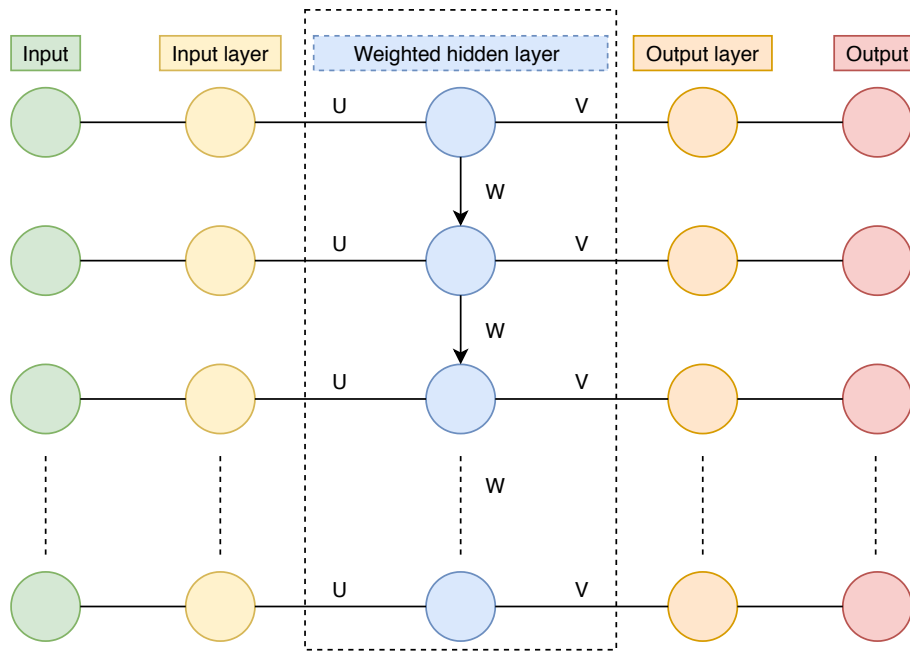 Input
Input layer
Weighted hidden layer
Output layer
Output
U
V
W
U
V
W
U
V
W
U
V